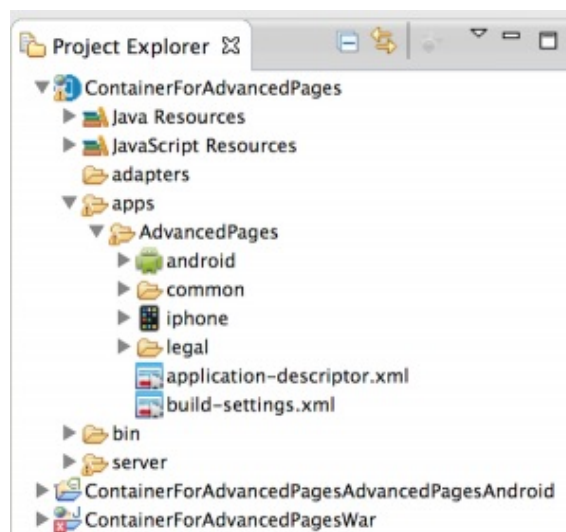 Project Explorer
ContainerForAdvancedPages
Java Resources
JavaScript Resources
adapters
apps
AdvancedPages
android
common
iphone
legal
application-descriptor.xml
build-settings.xml
bin
server
ContainerForAdvancedPagesAdvancedPagesAndroid
ContainerForAdvancedPagesWar